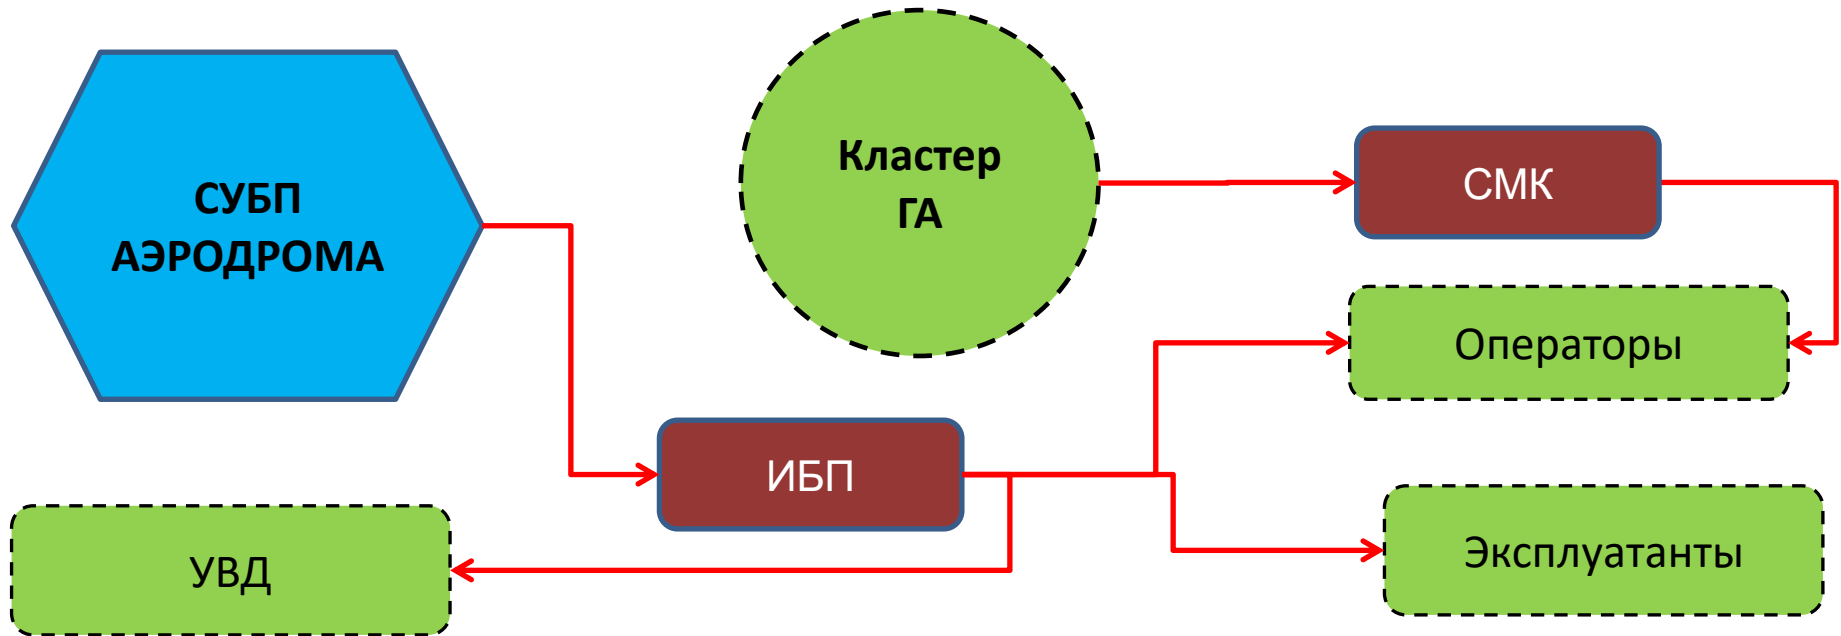 СУБП
АЭРОДРОМА
Кластер
ГА
СМК
Операторы
ИБП
Эксплуатанты
УВД